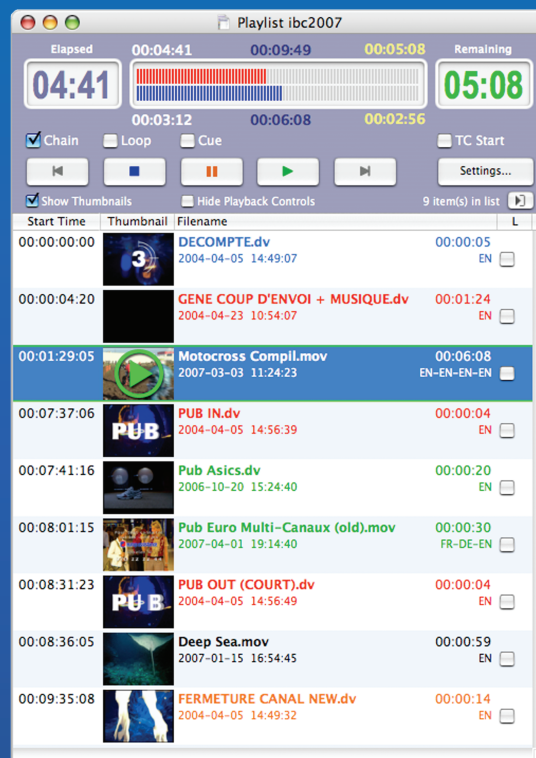 Playlist ibc2007
Elapsed 00:04:41 00:09:49 00:05:08 Remaining
04:41 05:08
00:03:12 00:06:08 00:02:56
Chain Loop Cue TC Start
Settings...
Show Thumbnails Hide Playback Controls 9 item(s) in list
Start Time Thumbnail Filename L
00:00:00:00 3 DECOMPTE.dv 00:00:05
2004-04-05 14:49:07 EN
00:00:04:20 GENE COUP D'ENVOI + MUSIQUE.dv 00:01:24
2004-04-23 10:54:07 EN
00:01:29:05 Motocross Compil.mov 00:06:08
2007-03-03 11:24:23 EN-EN-EN-EN
00:07:37:06 PUB PUB IN.dv 00:00:04
2004-04-05 14:56:39 EN
00:07:41:16 Pub Asics.dv 00:00:20
2006-10-20 15:24:40 EN
00:08:01:15 Pub Euro Multi-Canaux (old).mov 00:00:30
2007-04-01 19:14:40 FR-DE-EN
00:08:31:23 PUB PUB OUT (COURT).dv 00:00:04
2004-04-05 14:56:49 EN
00:08:36:05 Deep Sea.mov 00:00:59
2007-01-15 16:54:45 EN
00:09:35:08 FERMETURE CANAL NEW.dv 00:00:14
2004-04-05 14:49:32 EN